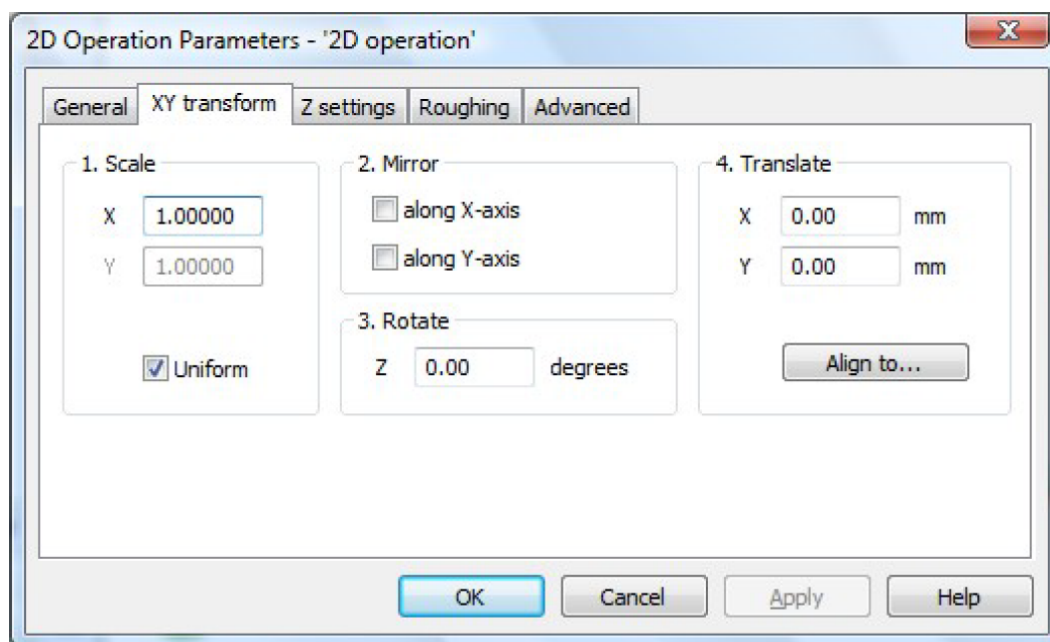 2D Operation Parameters - '2D operation'
General XY transform Z settings Roughing Advanced
1. Scale
X 1.00000
Y 1.00000
Uniform
2. Mirror
along X-axis
along Y-axis
3. Rotate
Z 0.00 degrees
4. Translate
X 0.00 mm
Y 0.00 mm
Align to...
OK Cancel Apply Help